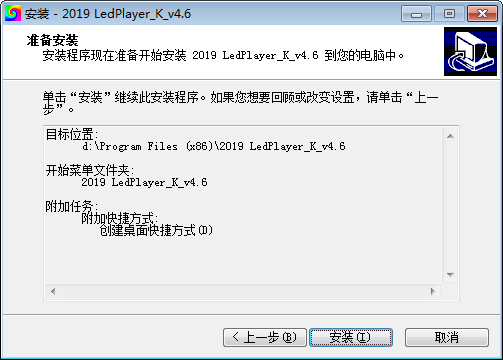 安装 - 2019 LedPlayer_K_v4.6
准备安装
安装程序现在准备开始安装 2019 LedPlayer_K_v4.6 到您的电脑中。
单击“安装”继续此安装程序。如果您想要回顾或改变设置，请单击“上一
步”。
目标位置:
d:\Program Files (x86)\2019 LedPlayer_K_v4.6
开始菜单文件夹:
2019 LedPlayer_K_v4.6
附加任务:
附加快捷方式:
创建桌面快捷方式(D)
< 上一步(B) 安装(I) 取消